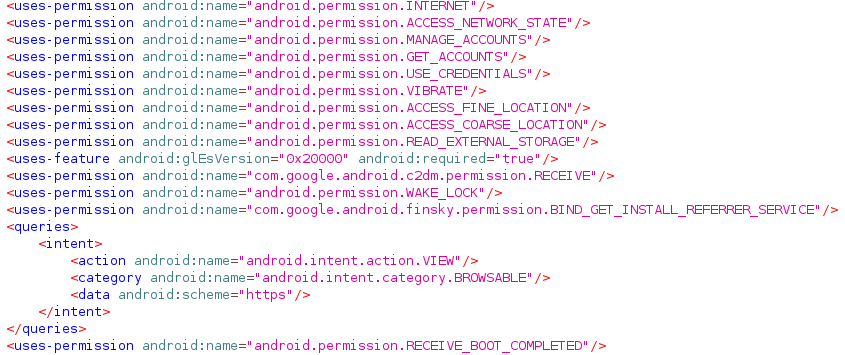 <uses-permission android:name="android.permission.INTERNET"/>
<uses-permission android:name="android.permission.ACCESS_NETWORK_STATE"/>
<uses-permission android:name="android.permission.MANAGE_ACCOUNTS"/>
<uses-permission android:name="android.permission.GET_ACCOUNTS"/>
<uses-permission android:name="android.permission.USE_CREDENTIALS"/>
<uses-permission android:name="android.permission.VIBRATE"/>
<uses-permission android:name="android.permission.ACCESS_FINE_LOCATION"/>
<uses-permission android:name="android.permission.ACCESS_COARSE_LOCATION"/>
<uses-permission android:name="android.permission.READ_EXTERNAL_STORAGE"/>
<uses-feature android:glEsVersion="0x20000" android:required="true"/>
<uses-permission android:name="com.google.android.c2dm.permission.RECEIVE"/>
<uses-permission android:name="android.permission.WAKE_LOCK"/>
<uses-permission android:name="com.google.android.finsky.permission.BIND_GET_INSTALL_REFERRER_SERVICE"/>
<queries>
    <intent>
        <action android:name="android.intent.action.VIEW"/>
        <category android:name="android.intent.category.BROWSABLE"/>
        <data android:scheme="https"/>
    </intent>
</queries>
<uses-permission android:name="android.permission.RECEIVE_BOOT_COMPLETED"/>